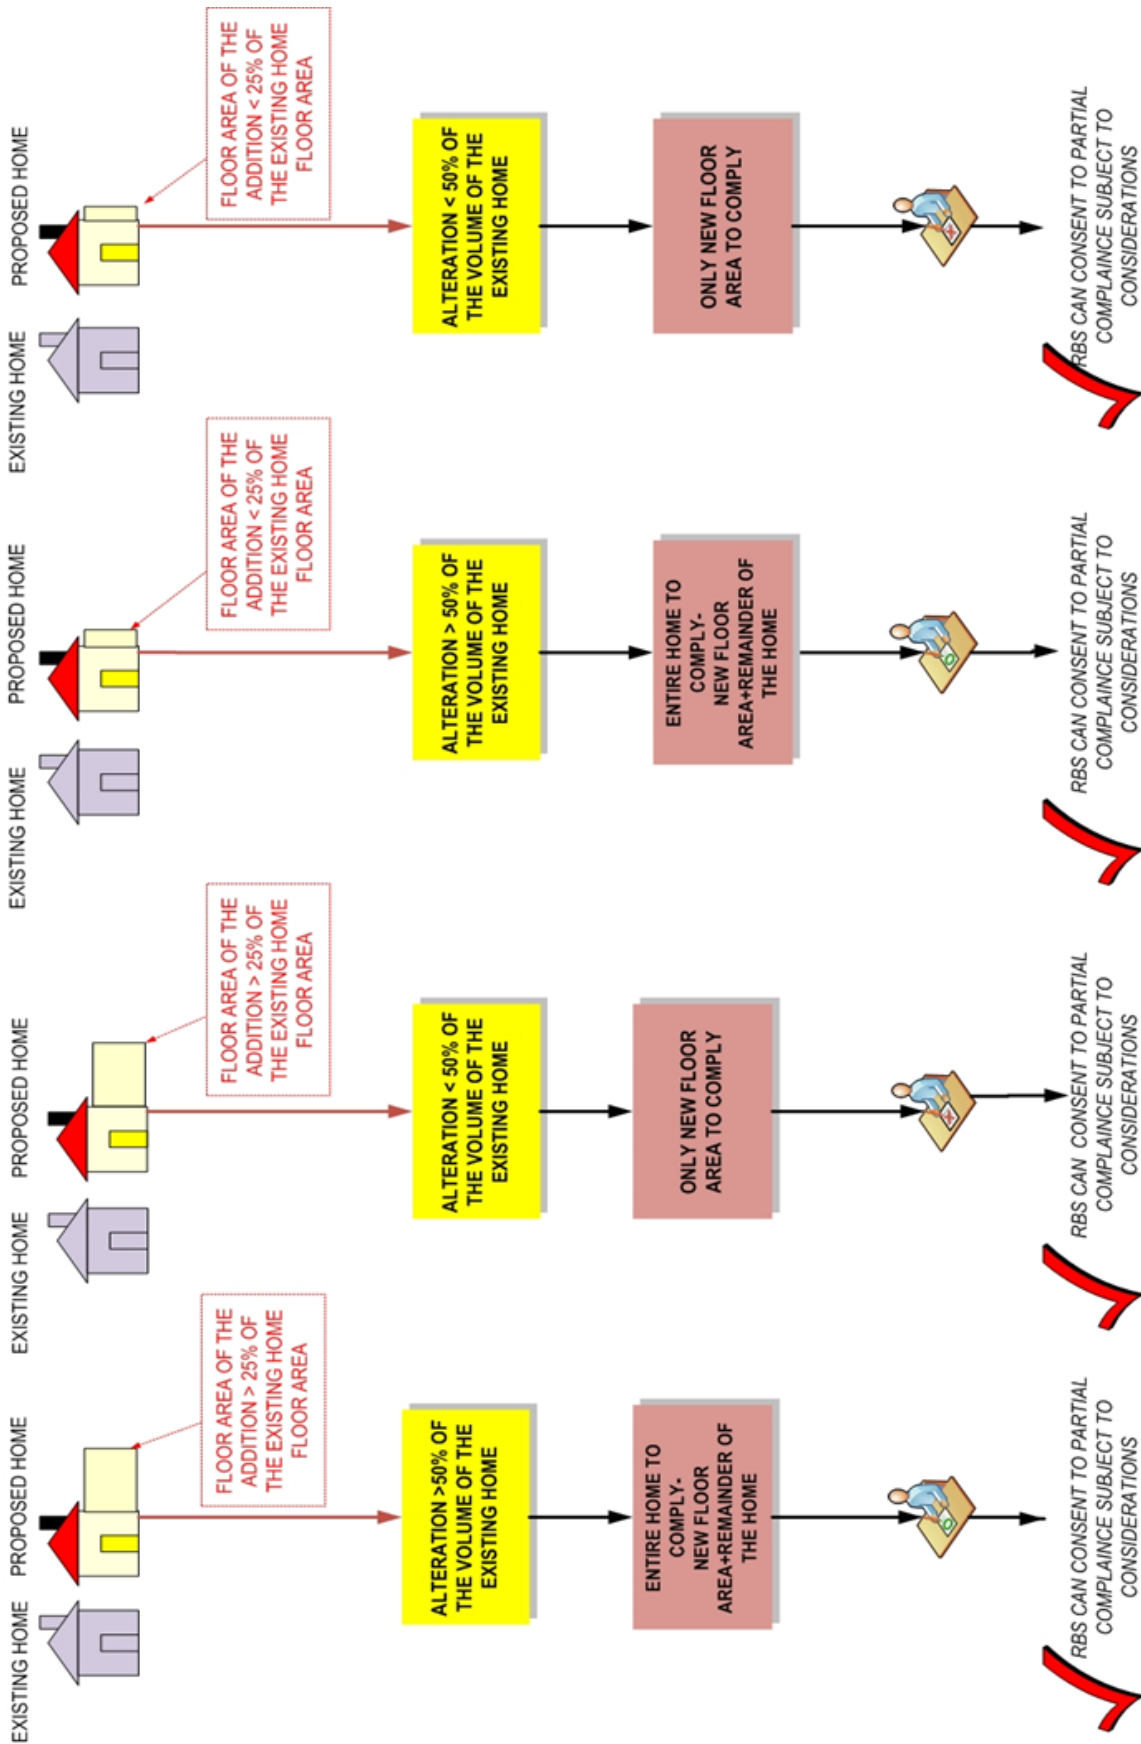 EXISTING HOME
PROPOSED HOME
FLOOR AREA OF THE
ADDITION > 25% OF
THE EXISTING HOME
FLOOR AREA
ALTERATION >50% OF
THE VOLUME OF THE
EXISTING HOME
ENTIRE HOME TO
COMPLY-
NEW FLOOR
AREA+REMAINDER OF
THE HOME
RBS CAN CONSENT TO PARTIAL
COMPLAINCE SUBJECT TO
CONSIDERATIONS
EXISTING HOME
PROPOSED HOME
FLOOR AREA OF THE
ADDITION > 25% OF
THE EXISTING HOME
FLOOR AREA
ALTERATION < 50% OF
THE VOLUME OF THE
EXISTING HOME
ONLY NEW FLOOR
AREA TO COMPLY
RBS CAN CONSENT TO PARTIAL
COMPLAINCE SUBJECT TO
CONSIDERATIONS
EXISTING HOME
PROPOSED HOME
FLOOR AREA OF THE
ADDITION < 25% OF
THE EXISTING HOME
FLOOR AREA
ALTERATION > 50% OF
THE VOLUME OF THE
EXISTING HOME
ENTIRE HOME TO
COMPLY-
NEW FLOOR
AREA+REMAINDER OF
THE HOME
RBS CAN CONSENT TO PARTIAL
COMPLAINCE SUBJECT TO
CONSIDERATIONS
EXISTING HOME
PROPOSED HOME
FLOOR AREA OF THE
ADDITION < 25% OF
THE EXISTING HOME
FLOOR AREA
ALTERATION < 50% OF
THE VOLUME OF THE
EXISTING HOME
ONLY NEW FLOOR
AREA TO COMPLY
RBS CAN CONSENT TO PARTIAL
COMPLAINCE SUBJECT TO
CONSIDERATIONS